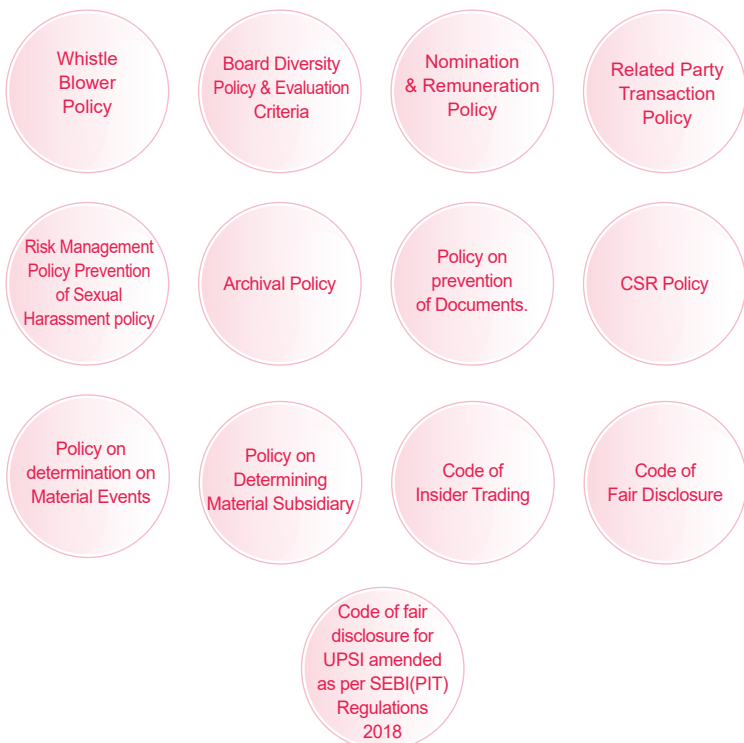 Whistle
Blower
Policy
Board Diversity
Policy & Evaluation
Criteria
Nomination
& Remuneration
Policy
Related Party
Transaction
Policy
Risk Management
Policy Prevention
of Sexual
Harassment policy
Archival Policy
Policy on
prevention
of Documents.
CSR Policy
Policy on
determination on
Material Events
Policy on
Determining
Material Subsidiary
Code of
Insider Trading
Code of
Fair Disclosure
Code of fair
disclosure for
UPSI amended
as per SEBI(PIT)
Regulations
2018